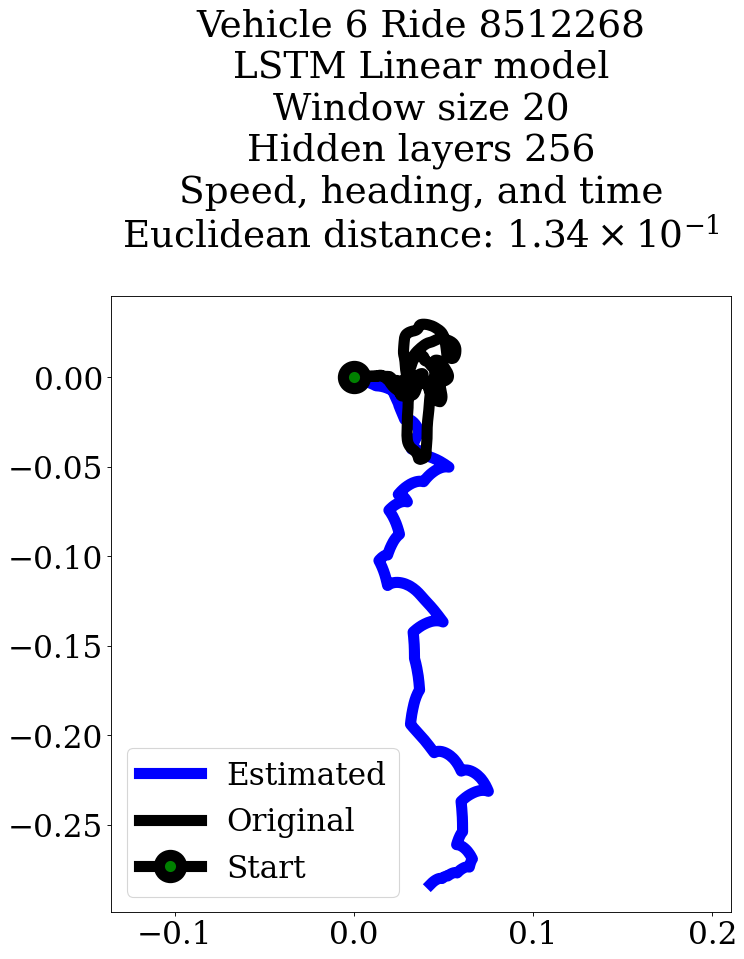 Vehicle 6 Ride 8512268
LSTM Linear model
Window size 20
Hidden layers 256
Speed, heading, and time
Euclidean distance: 1.34 × 10⁻¹
0.00
−0.05
−0.10
−0.15
−0.20
−0.25
Estimated
Original
Start
−0.1 0.0 0.1 0.2